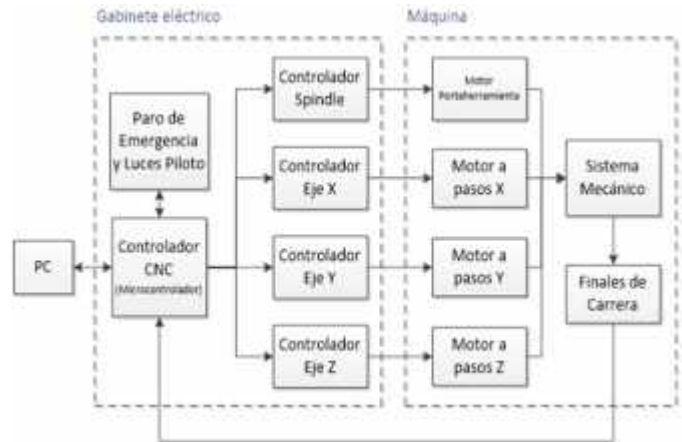 Gabinete eléctrico
Máquina
Controlador
Spindle
Motor
Portaherramienta
Paro de
Emergencia
y Luces Piloto
Controlador
Eje X
Motor a
pasos X
Sistema
Mecánico
PC
Controlador
CNC
(Microcontrolador)
Controlador
Eje Y
Motor a
pasos Y
Finales de
Carrera
Controlador
Eje Z
Motor a
pasos Z